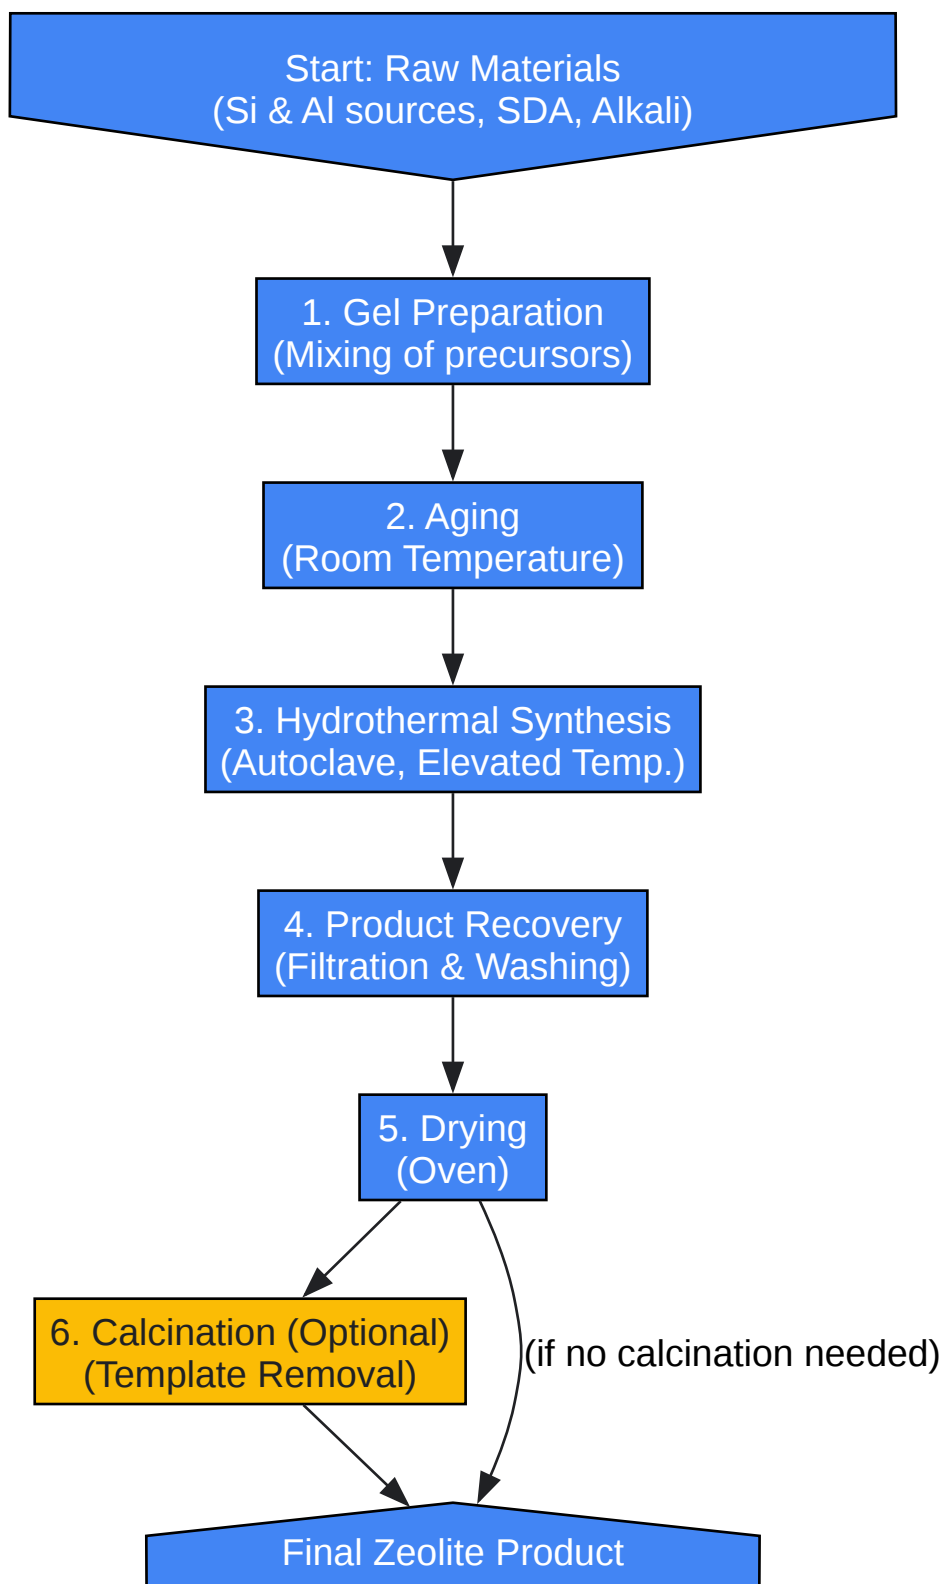 Start: Raw Materials
(Si & Al sources, SDA, Alkali)
1. Gel Preparation
(Mixing of precursors)
2. Aging
(Room Temperature)
3. Hydrothermal Synthesis
(Autoclave, Elevated Temp.)
4. Product Recovery
(Filtration & Washing)
5. Drying
(Oven)
6. Calcination (Optional)
(Template Removal)
(if no calcination needed)
Final Zeolite Product